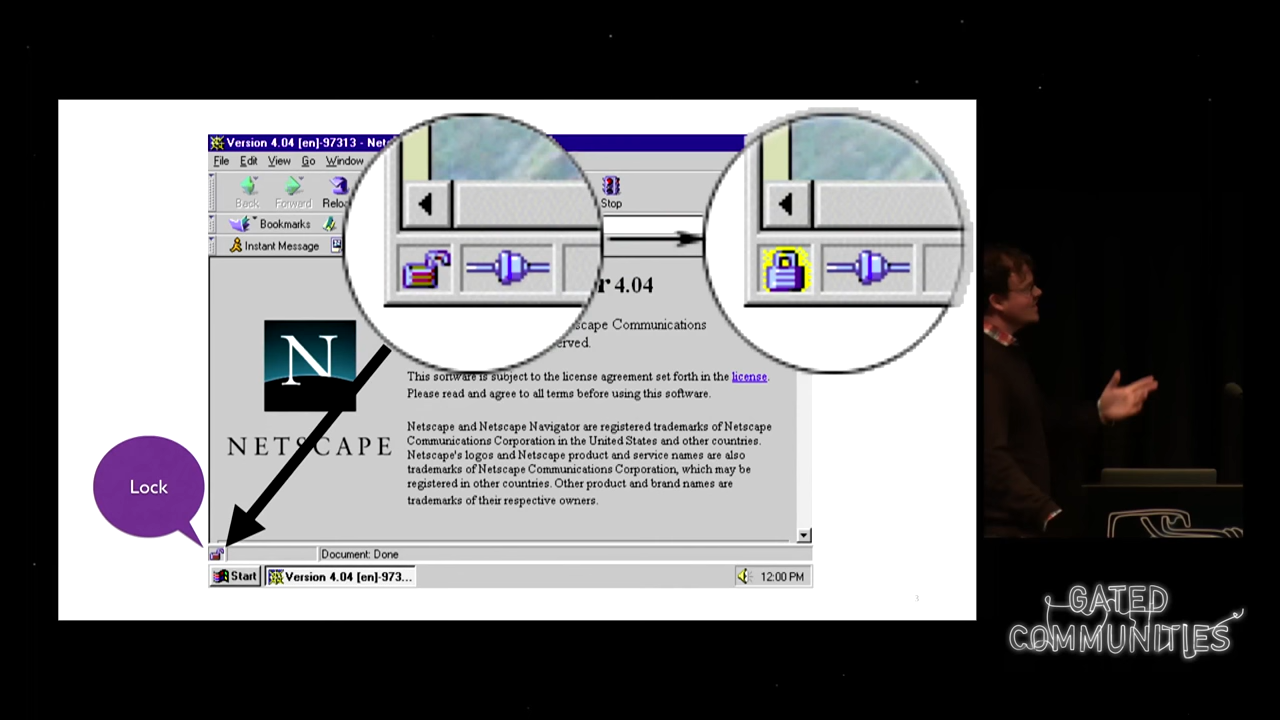 Version 4.04 [en]-97313 - Net
File Edit View Go Window
Back Forward Reloa Stop
Bookmarks
Instant Message
r 4.04
scape Communications
erved.
This software is subject to the license agreement set forth in the license.
Please read and agree to all terms before using this software.
Netscape and Netscape Navigator are registered trademarks of Netscape
Communications Corporation in the United States and other countries.
Netscape's logos and Netscape product and service names are also
trademarks of Netscape Communications Corporation, which may be
registered in other countries. Other product and brand names are
trademarks of their respective owners.
N
NETSCAPE
Lock
Document: Done
Start Version 4.04 [en]-973... 12:00 PM
3
GATED
COMMUNITIES